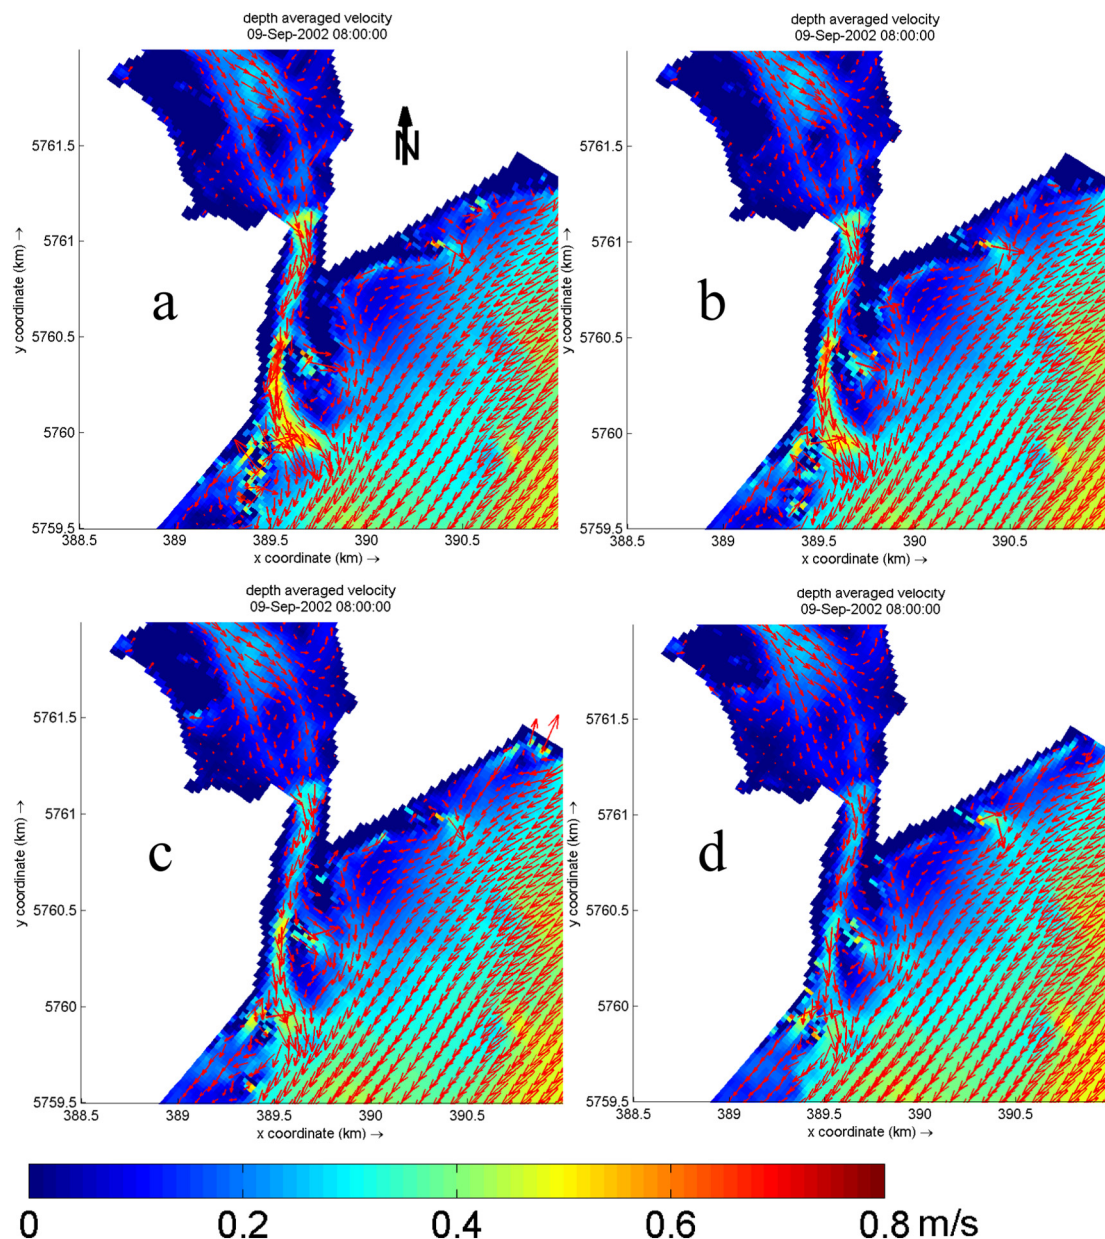 depth averaged velocity
09-Sep-2002 08:00:00
N
a
5761.5
5761
5760.5
5760
5759.5
y coordinate (km) →
388.5 389 389.5 390 390.5
x coordinate (km) →
depth averaged velocity
09-Sep-2002 08:00:00
b
5761.5
5761
5760.5
5760
5759.5
y coordinate (km) →
388.5 389 389.5 390 390.5
x coordinate (km) →
depth averaged velocity
09-Sep-2002 08:00:00
c
5761.5
5761
5760.5
5760
5759.5
y coordinate (km) →
388.5 389 389.5 390 390.5
x coordinate (km) →
depth averaged velocity
09-Sep-2002 08:00:00
d
5761.5
5761
5760.5
5760
5759.5
y coordinate (km) →
388.5 389 389.5 390 390.5
x coordinate (km) →
0 0.2 0.4 0.6 0.8 m/s